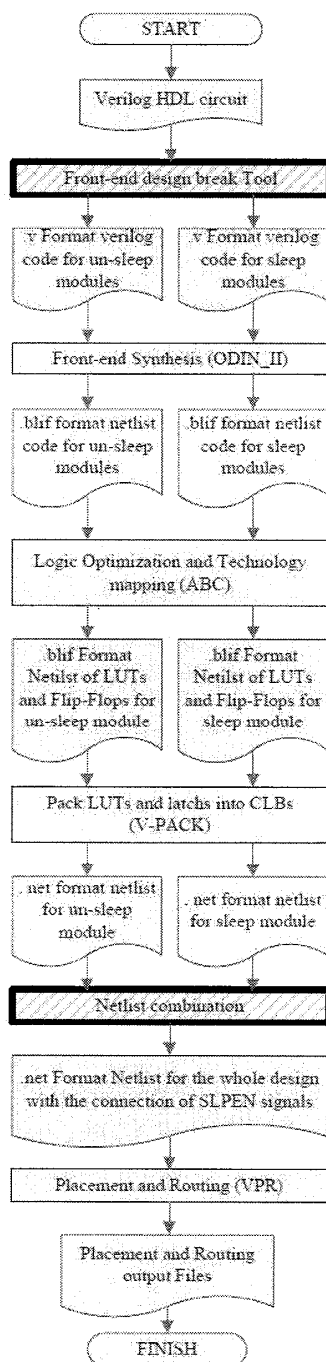 START
Verilog HDL circuit
Front-end design break Tool
.v Format verilog
code for un-sleep
modules
.v Format verilog
code for sleep
modules
Front-end Synthesis (ODIN_II)
.blif format netlist
code for un-sleep
modules
.blif format netlist
code for sleep
modules
Logic Optimization and Technology
mapping (ABC)
.blif Format
Netilst of LUTs
and Flip-Flops for
un-sleep module
.blif Format
Netilst of LUTs
and Flip-Flops for
sleep module
Pack LUTs and latchs into CLBs
(V-PACK)
. net format netlist
for un-sleep
module
. net format netlist
for sleep module
Netlist combination
.net Format Netlist for the whole design
with the connection of SLPEN signals
Placement and Routing (VPR)
Placement and Routing
output Files
FINISH